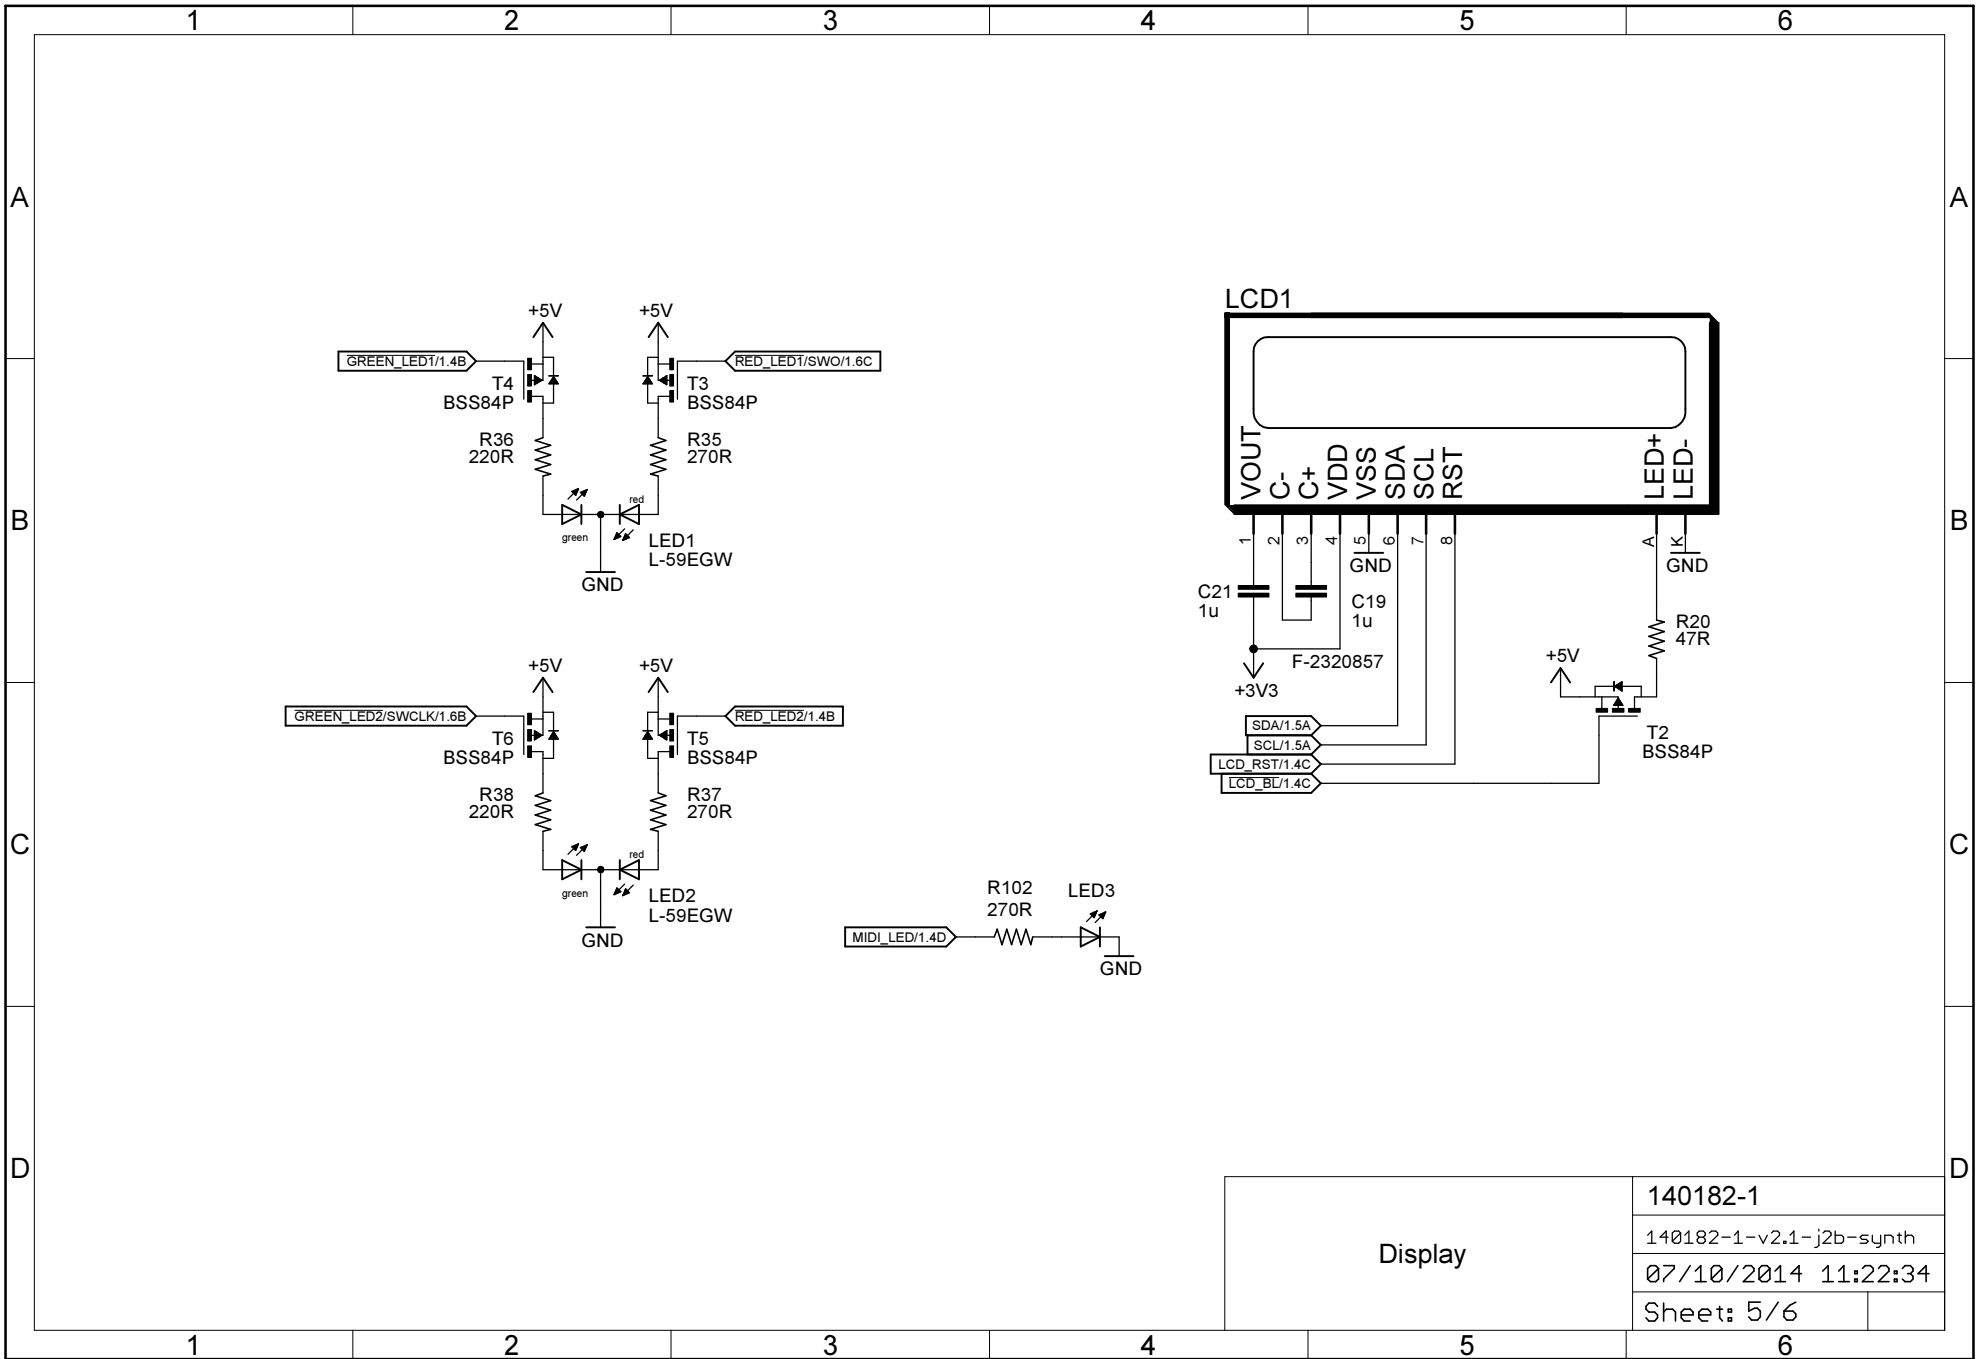 1 2 3 4 5 6
A A
B B
C C
D D
+5V +5V
GREEN_LED1/1.4B
RED_LED1/SWO/1.6C
T4
BSS84P
T3
BSS84P
R36
220R
R35
270R
red
green
LED1
L-59EGW
GND
+5V +5V
GREEN_LED2/SWCLK/1.6B
RED_LED2/1.4B
T6
BSS84P
T5
BSS84P
R38
220R
R37
270R
red
green
LED2
L-59EGW
GND
MIDI_LED/1.4D
R102
270R
LED3
GND
LCD1
VOUT
C-
C+
VDD
VSS
SDA
SCL
RST
LED+
LED-
1
2
3
4
5
6
7
8
A
K
GND
GND
C21
1u
C19
1u
F-2320857
+3V3
R20
47R
+5V
T2
BSS84P
SDA/1.5A
SCL/1.5A
LCD_RST/1.4C
LCD_BL/1.4C
Display
140182-1
140182-1-v2.1-j2b-synth
07/10/2014 11:22:34
Sheet: 5/6
1 2 3 4 5 6